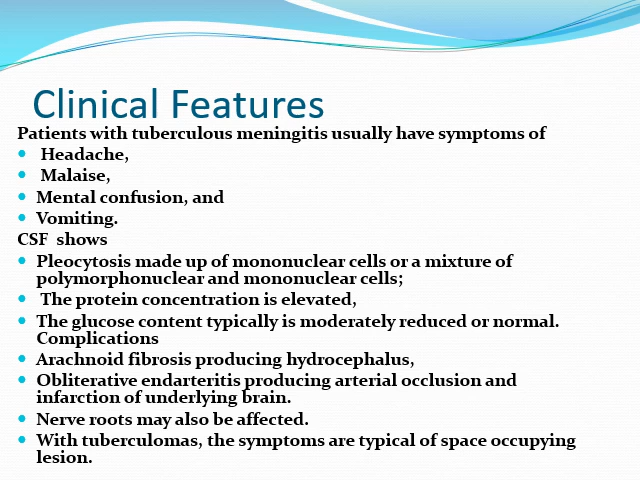 Clinical Features
Patients with tuberculous meningitis usually have symptoms of
• Headache,
• Malaise,
• Mental confusion, and
• Vomiting.
CSF shows
• Pleocytosis made up of mononuclear cells or a mixture of
polymorphonuclear and mononuclear cells;
• The protein concentration is elevated,
• The glucose content typically is moderately reduced or normal.
Complications
• Arachnoid fibrosis producing hydrocephalus,
• Obliterative endarteritis producing arterial occlusion and
infarction of underlying brain.
• Nerve roots may also be affected.
• With tuberculomas, the symptoms are typical of space occupying
lesion.